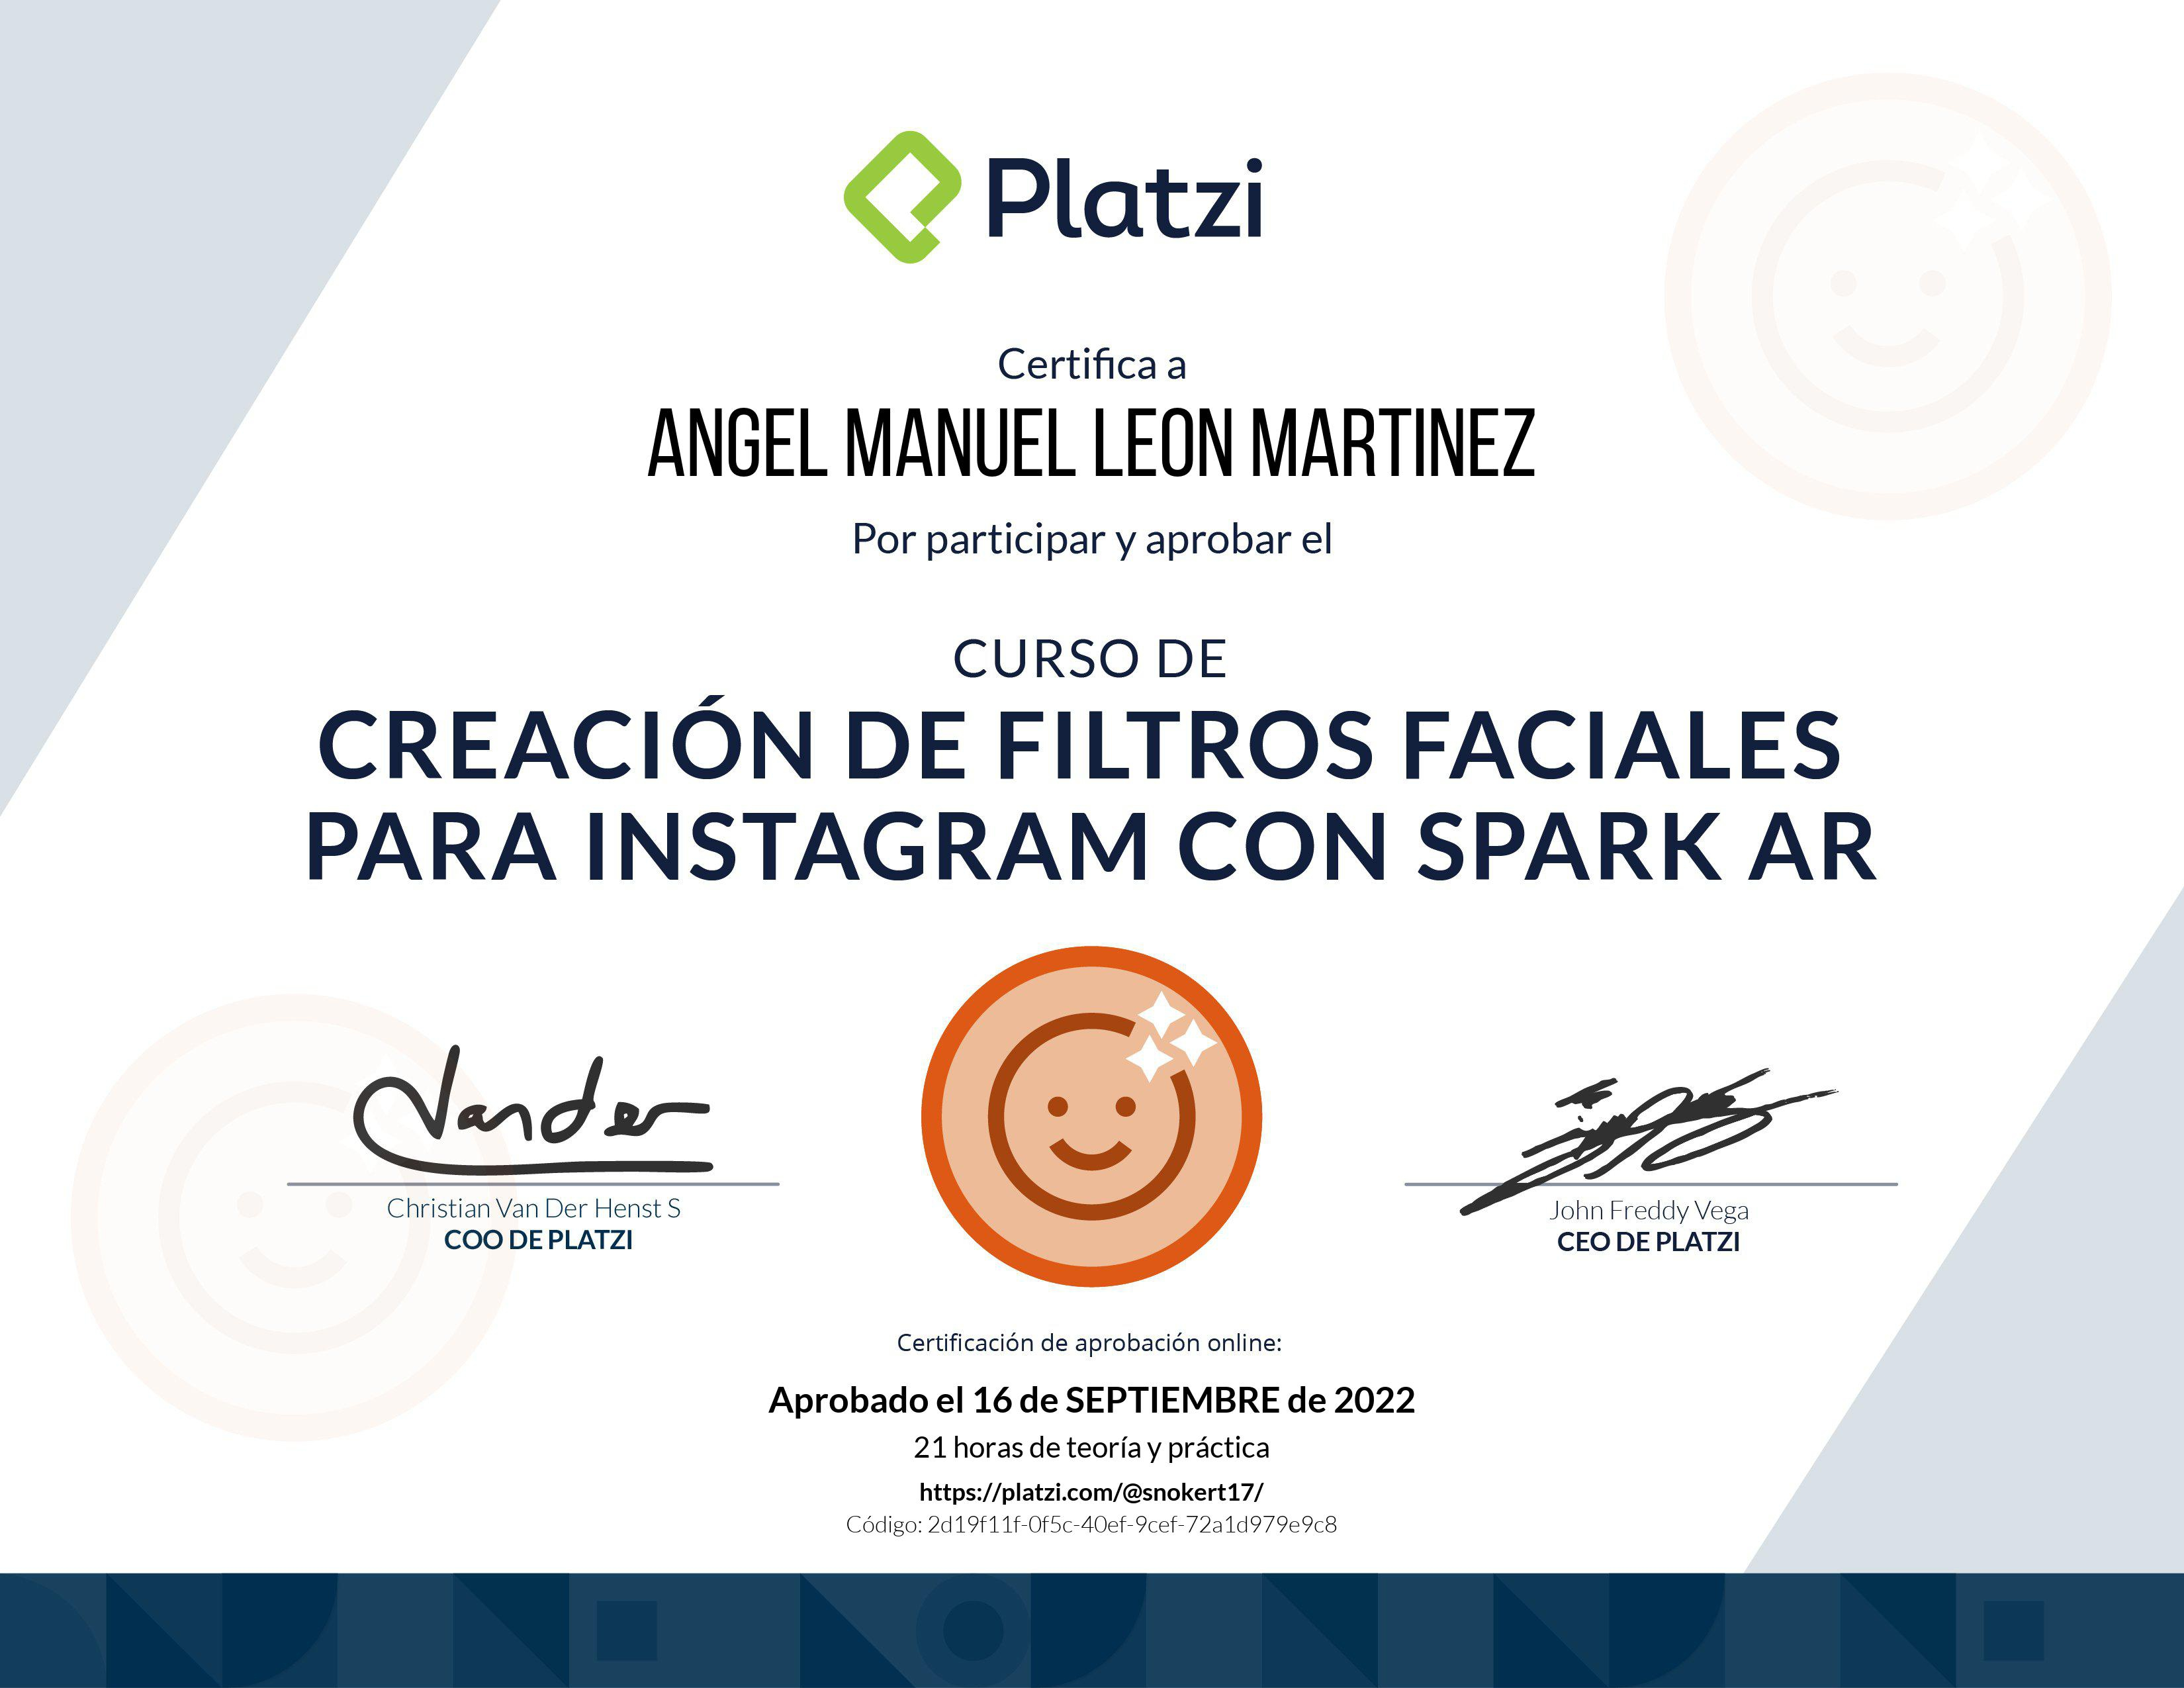 Platzi
Certifica a
ANGEL MANUEL LEON MARTINEZ
Por participar y aprobar el
CURSO DE
CREACIÓN DE FILTROS FACIALES
PARA INSTAGRAM CON SPARK AR
Vander
Christian Van Der Henst S
COO DE PLATZI
John Freddy Vega
CEO DE PLATZI
Certificación de aprobación online:
Aprobado el 16 de SEPTIEMBRE de 2022
21 horas de teoría y práctica
https://platzi.com/@snokert17/
Código: 2d19f11f-0f5c-40ef-9cef-72a1d979e9c8